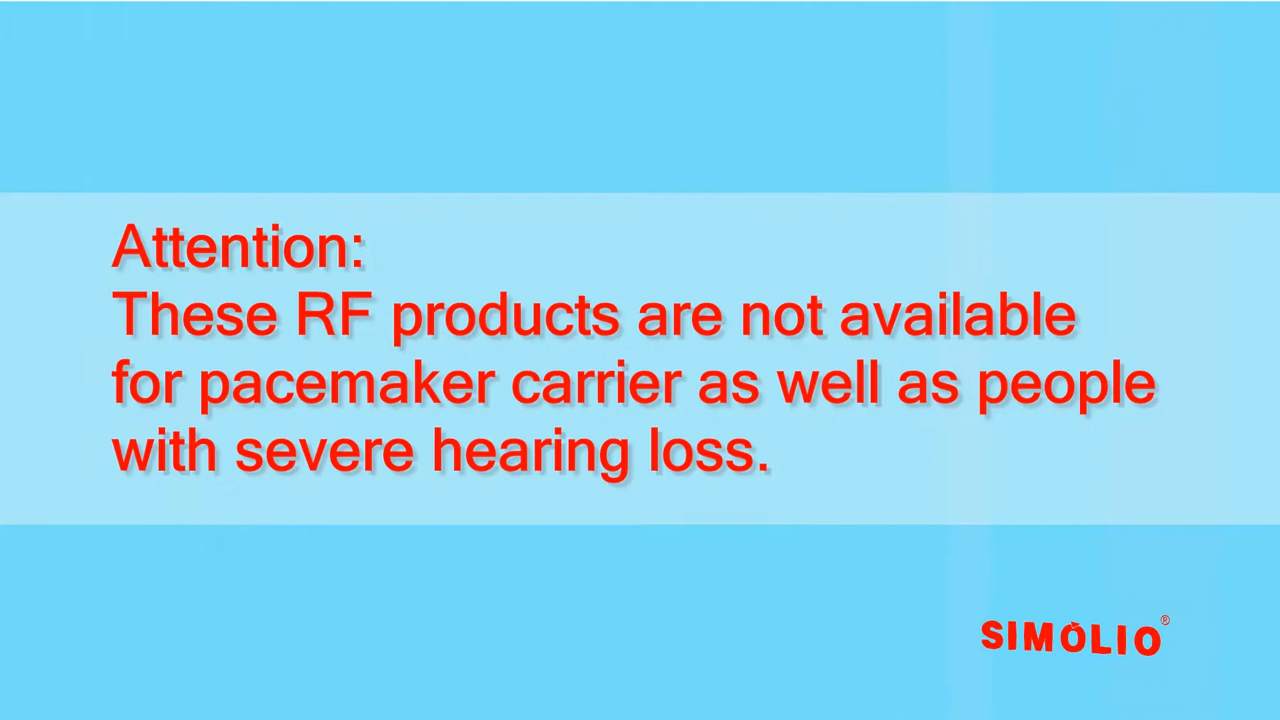 Attention:
These RF products are not available
for pacemaker carrier as well as people
with severe hearing loss.
SIMOLIO®